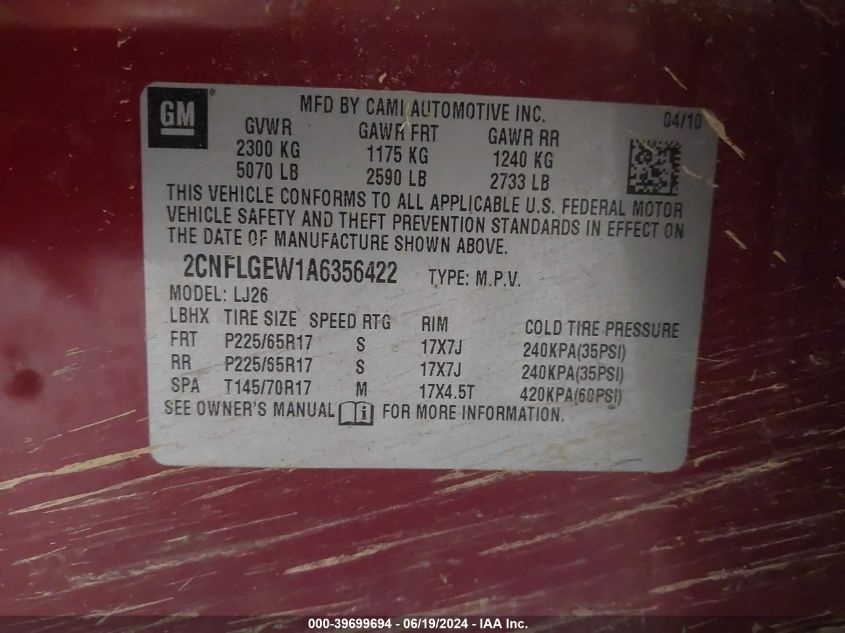 GM
MFD BY CAMI AUTOMOTIVE INC.
04/10
GVWR GAWR FRT GAWR RR
2300 KG 1175 KG 1240 KG
5070 LB 2590 LB 2733 LB
THIS VEHICLE CONFORMS TO ALL APPLICABLE U.S. FEDERAL MOTOR
VEHICLE SAFETY AND THEFT PREVENTION STANDARDS IN EFFECT ON
THE DATE OF MANUFACTURE SHOWN ABOVE.
2CNFLGEW1A6356422 TYPE: M.P.V.
MODEL: LJ26
LBHX TIRE SIZE SPEED RTG RIM COLD TIRE PRESSURE
FRT P225/65R17 S 17X7J 240KPA(35PSI)
RR P225/65R17 S 17X7J 240KPA(35PSI)
SPA T145/70R17 M 17X4.5T 420KPA(60PSI)
SEE OWNER'S MANUAL i FOR MORE INFORMATION.
000-39699694 - 06/19/2024 - IAA Inc.